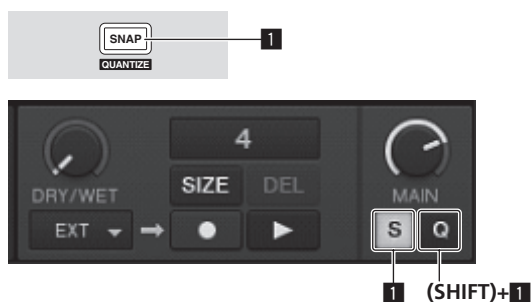 SNAP
1
QUANTIZE
4
DRY/WET
SIZE
DEL
MAIN
EXT
S
Q
1
(SHIFT)+1